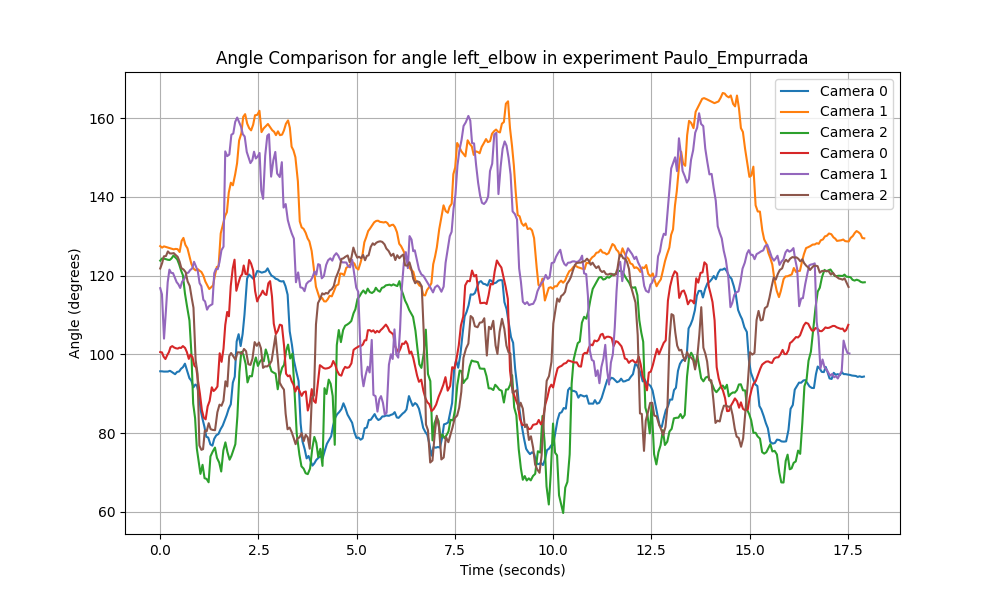 Angle Comparison for angle left_elbow in experiment Paulo_Empurrada
Camera 0
Camera 1
Camera 2
Camera 0
Camera 1
Camera 2
Angle (degrees)
160
140
120
100
80
60
0.0 2.5 5.0 7.5 10.0 12.5 15.0 17.5
Time (seconds)